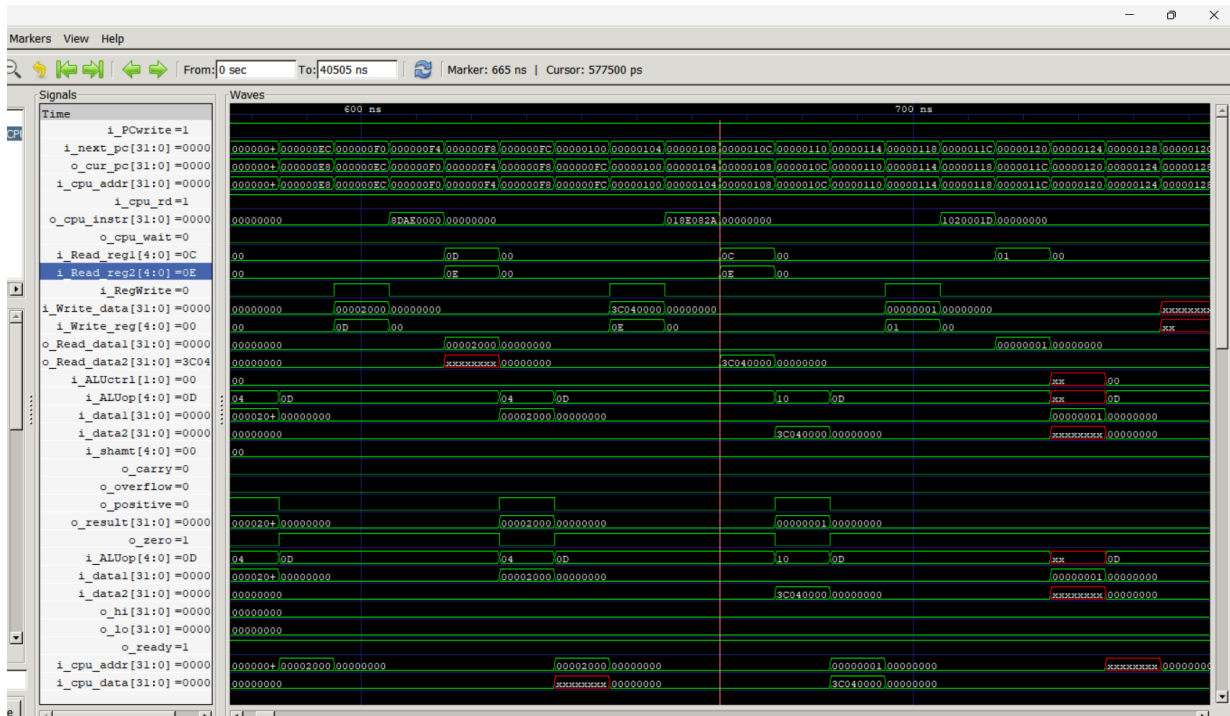 Markers View Help
From: 0 sec To: 40505 ns Marker: 665 ns | Cursor: 577500 ps
Signals Waves
Time 600 ns 700 ns
i_PCwrite=1
i_next_pc[31:0]=0000 000000+ 000000EC 000000F0 000000F4 000000F8 000000FC 00000100 00000104 00000108 0000010C 00000110 00000114 00000118 0000011C 00000120 00000124 00000128 0000012C
o_cur_pc[31:0]=0000 000000+ 000000E8 000000EC 000000F0 000000F4 000000F8 000000FC 00000100 00000104 00000108 0000010C 00000110 00000114 00000118 0000011C 00000120 00000124 00000128
i_cpu_addr[31:0]=0000 000000+ 000000E8 000000EC 000000F0 000000F4 000000F8 000000FC 00000100 00000104 00000108 0000010C 00000110 00000114 00000118 0000011C 00000120 00000124 00000128
i_cpu_rd=1
o_cpu_instr[31:0]=0000 00000000 8DAE0000 00000000 018E082A 00000000 1020001D 00000000
o_cpu_wait=0
i_Read_reg1[4:0]=0C 00 0D 00 0C 00 01 00
i_Read_reg2[4:0]=0E 00 0E 00 0E 00
i_RegWrite=0
i_Write_data[31:0]=0000 00000000 00002000 00000000 3C040000 00000000 00000001 00000000 xxxxxxxx
i_Write_reg[4:0]=00 00 0D 00 0E 00 01 00 xx
o_Read_data1[31:0]=0000 00000000 00002000 00000000 00000001 00000000
o_Read_data2[31:0]=3C04 00000000 xxxxxxxx 00000000 3C040000 00000000
i_ALUctrl[1:0]=00 00 xx 00
i_ALUop[4:0]=0D 04 0D 04 0D 10 0D xx 0D
i_data1[31:0]=0000 000020+ 00000000 00002000 00000000 00000001 00000000
i_data2[31:0]=0000 00000000 3C040000 00000000 xxxxxxxx 00000000
i_shamt[4:0]=00 00
o_carry=0
o_overflow=0
o_positive=0
o_result[31:0]=0000 000020+ 00000000 00002000 00000000 00000001 00000000
o_zero=1
i_ALUop[4:0]=0D 04 0D 04 0D 10 0D xx 0D
i_data1[31:0]=0000 000020+ 00000000 00002000 00000000 00000001 00000000
i_data2[31:0]=0000 00000000 3C040000 00000000 xxxxxxxx 00000000
o_hi[31:0]=0000 00000000
o_lo[31:0]=0000 00000000
o_ready=1
i_cpu_addr[31:0]=0000 000000+ 00002000 00000000 00002000 00000000 00000001 00000000 xxxxxxxx 00000000
i_cpu_data[31:0]=0000 00000000 xxxxxxxx 00000000 3C040000 00000000